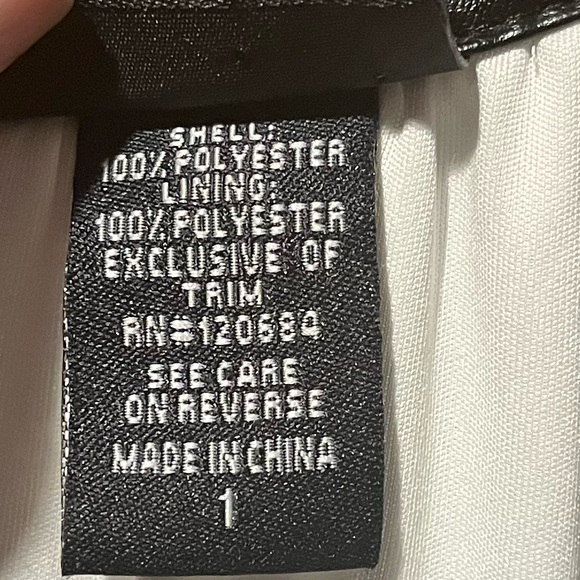 SHELL:
100% POLYESTER
LINING:
100% POLYESTER
EXCLUSIVE OF
TRIM
RN#120684
SEE CARE
ON REVERSE
MADE IN CHINA
1